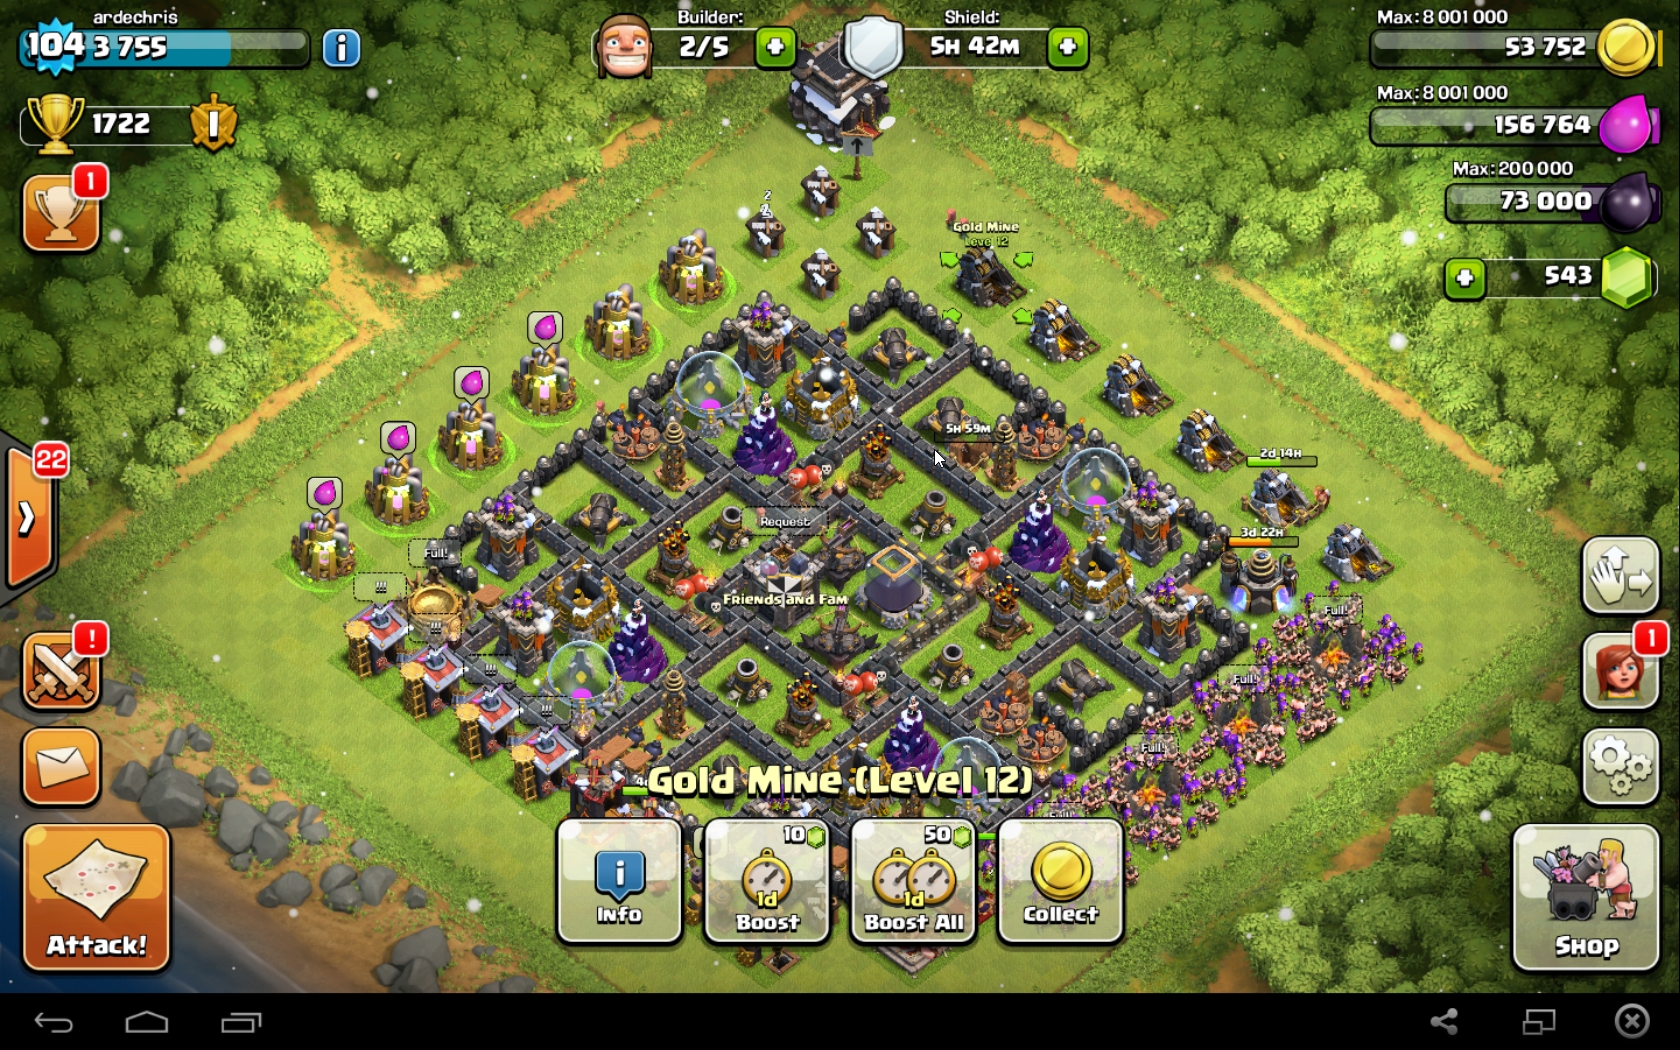 ardechris
104 3 755
i
Builder:
2/5
Shield:
5h 42m
Max: 8 001 000
53 752
Max: 8 001 000
156 764
Max: 200 000
73 000
543
1722
I
1
22
!
Gold Mine
Level 12
5h 59m
2d 14h
3d 22h
Request
Friends and Fam
Full!
Full!
Full!
Full!
1
Gold Mine (Level 12)
i
Info
10
1d
Boost
50
1d
Boost All
Collect
Attack!
Shop